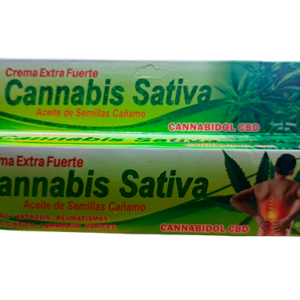 Crema Extra Fuerte
Cannabis Sativa
Aceite de Semillas Cañamo
CANNABIDOL CBD
ma Extra Fuerte
annabis Sativa
Aceite de Semillas Cañamo
REUMATISMOS
CANNABIDOL CBD